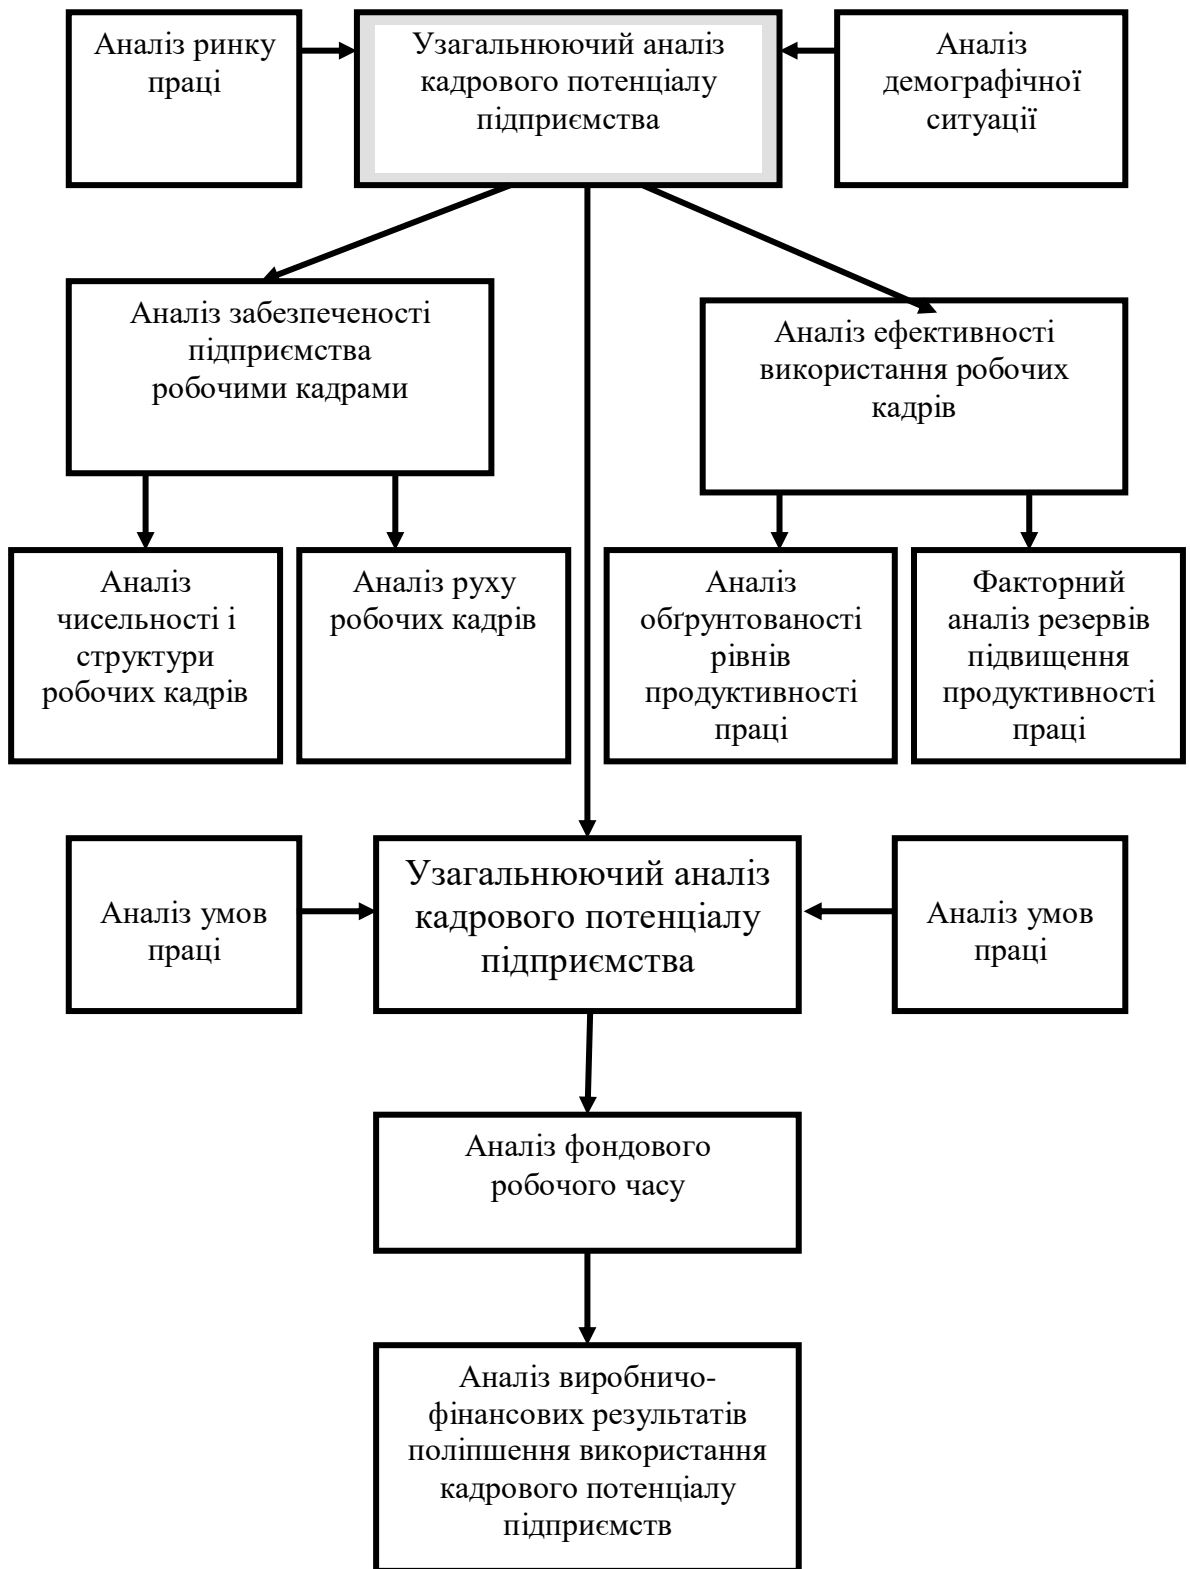 Аналіз ринку
праці
Узагальнюючий аналіз
кадрового потенціалу
підприємства
Аналіз
демографічної
ситуації
Аналіз забезпеченості
підприємства
робочими кадрами
Аналіз ефективності
використання робочих
кадрів
Аналіз
чисельності і
структури
робочих кадрів
Аналіз руху
робочих кадрів
Аналіз
обґрунтованості
рівнів
продуктивності
праці
Факторний
аналіз резервів
підвищення
продуктивності
праці
Аналіз умов
праці
Узагальнюючий аналіз
кадрового потенціалу
підприємства
Аналіз умов
праці
Аналіз фондового
робочого часу
Аналіз виробничо-
фінансових результатів
поліпшення використання
кадрового потенціалу
підприємств